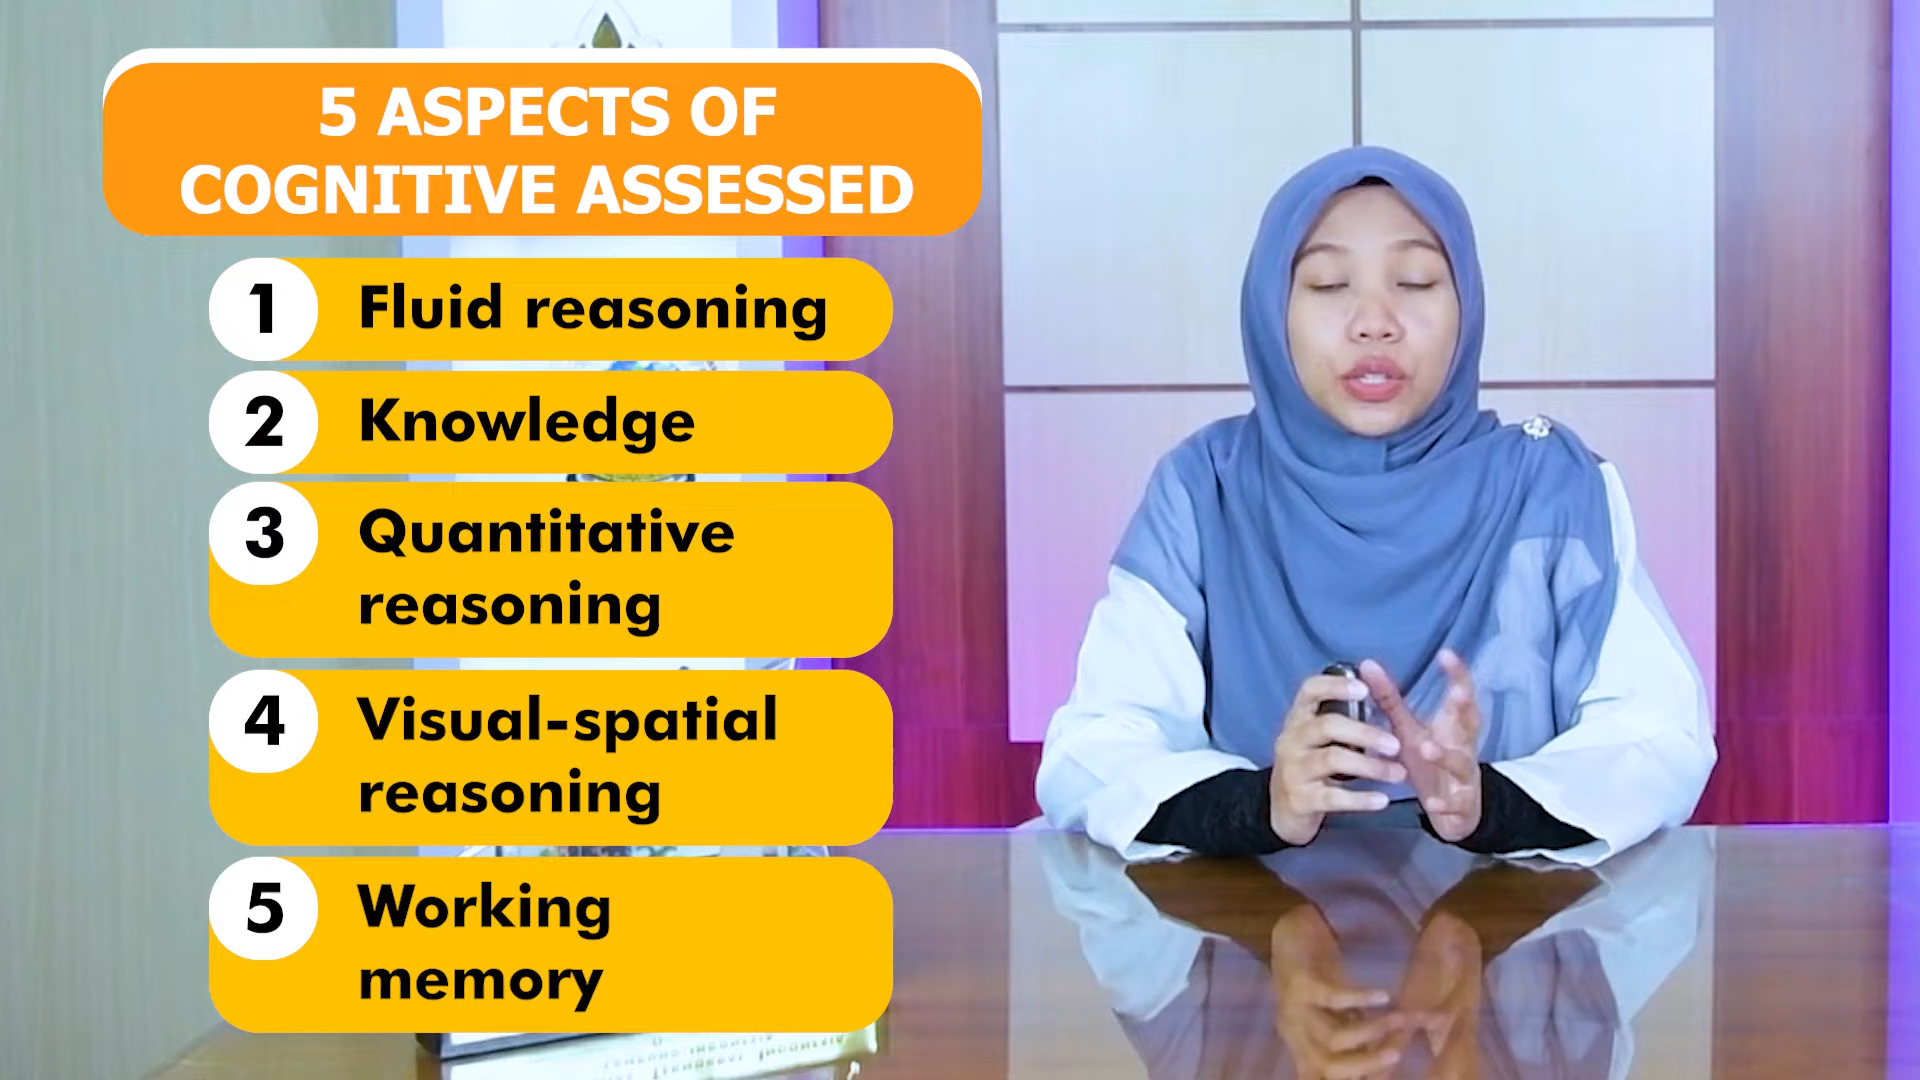 5 ASPECTS OF
COGNITIVE ASSESSED
1 Fluid reasoning
2 Knowledge
3 Quantitative
reasoning
4 Visual-spatial
reasoning
5 Working
memory